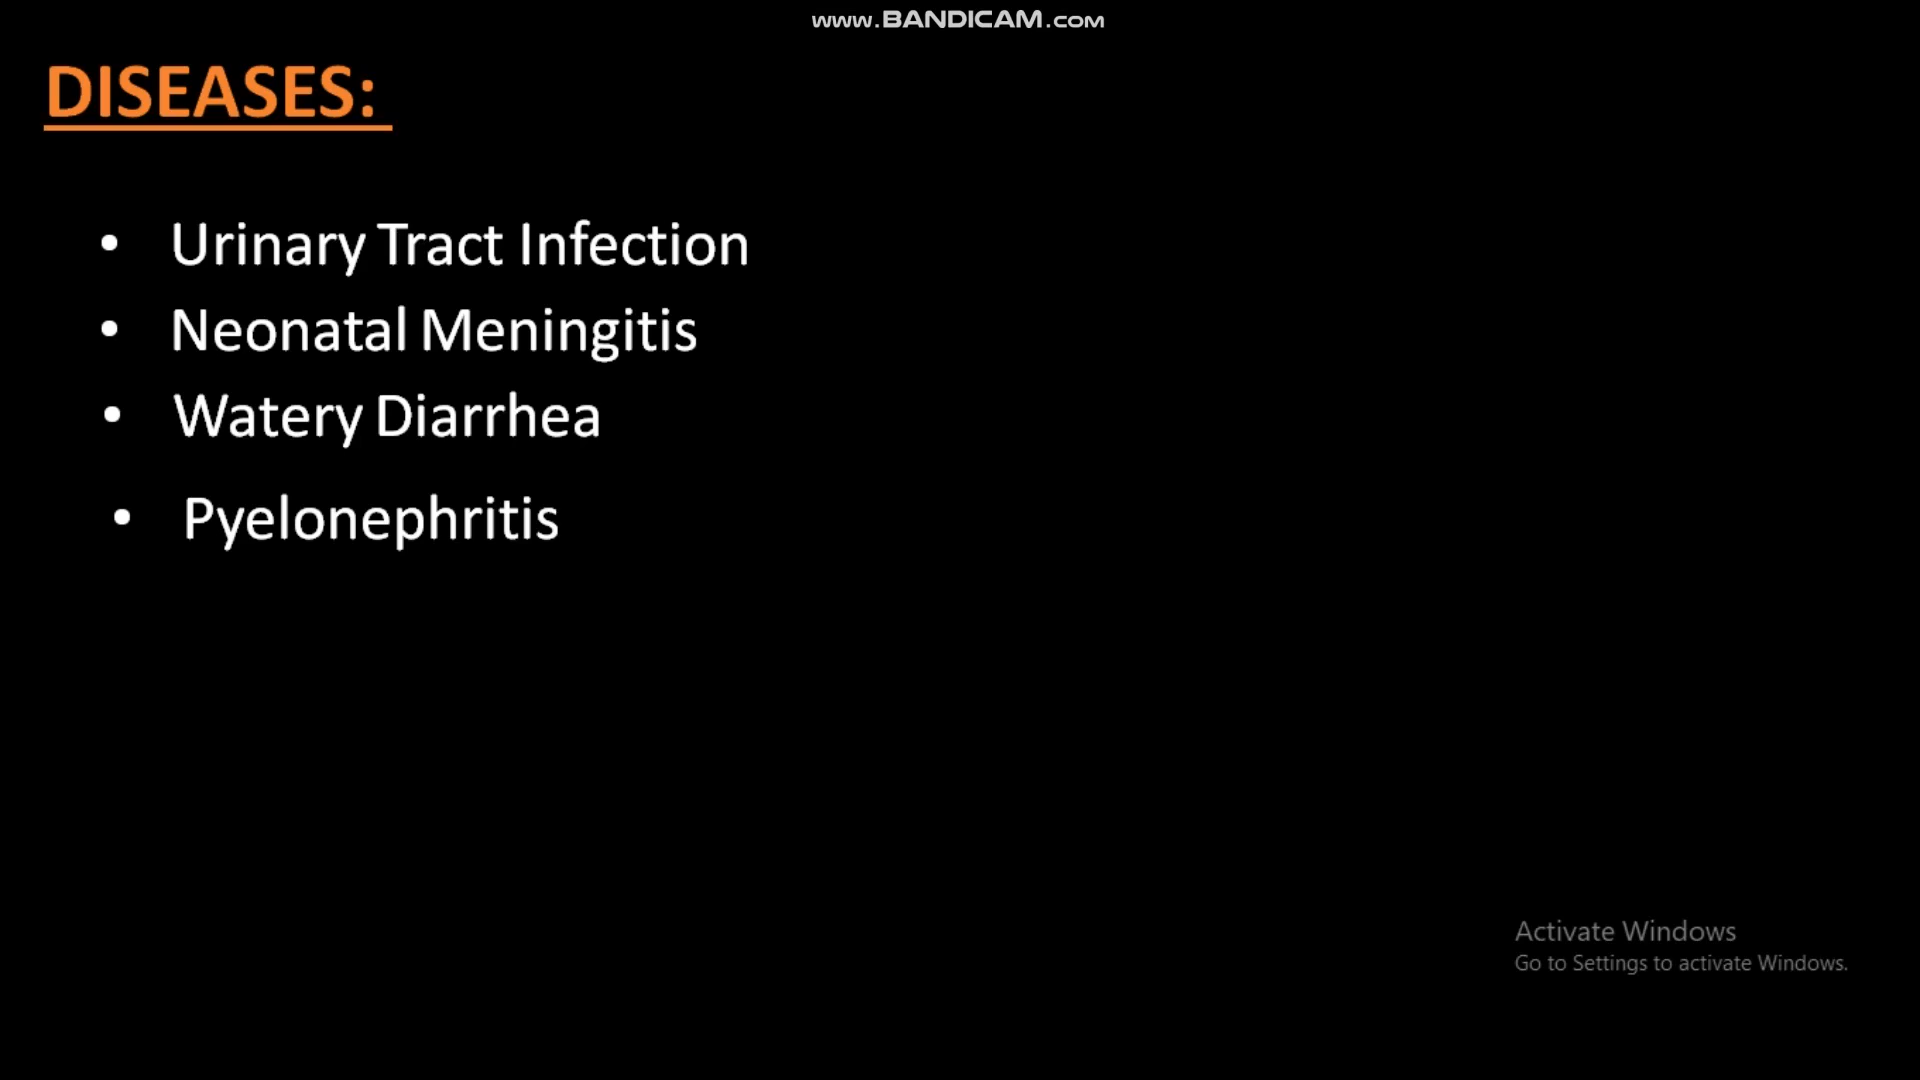 www.BANDICAM.com
DISEASES:
• Urinary Tract Infection
• Neonatal Meningitis
• Watery Diarrhea
• Pyelonephritis
Activate Windows
Go to Settings to activate Windows.